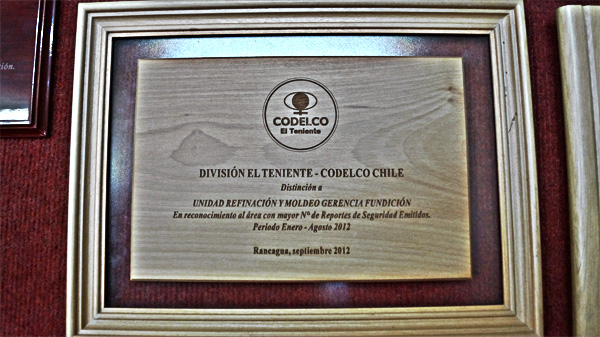 ción.
CODELCO
El Teniente
DIVISIÓN EL TENIENTE - CODELCO CHILE
Distinción a
UNIDAD REFINACIÓN Y MOLDEO GERENCIA FUNDICIÓN
En reconocimiento al área con mayor Nº de Reportes de Seguridad Emitidos.
Periodo Enero - Agosto 2012
Rancagua, septiembre 2012